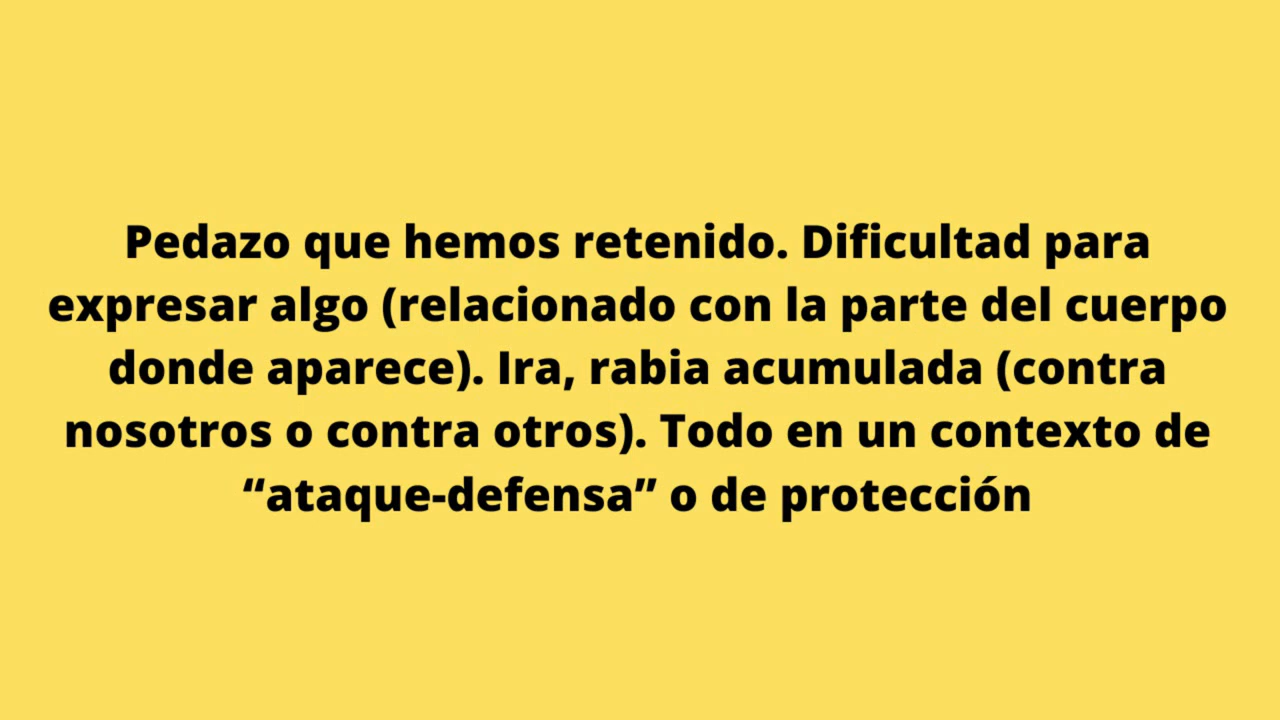 Pedazo que hemos retenido. Dificultad para
expresar algo (relacionado con la parte del cuerpo
donde aparece). Ira, rabia acumulada (contra
nosotros o contra otros). Todo en un contexto de
“ataque-defensa” o de protección